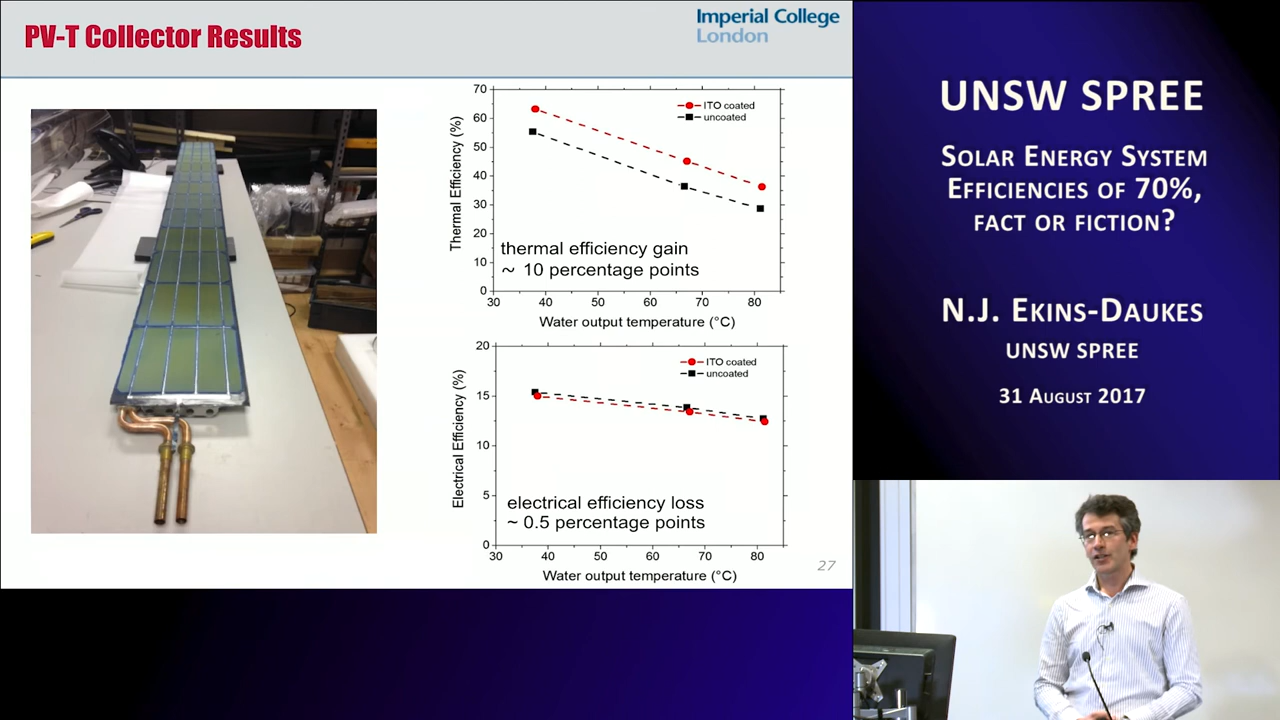 PV-T Collector Results
Imperial College
London
70
60
50
40
30
20
10
0
Thermal Efficiency (%)
ITO coated
uncoated
thermal efficiency gain
~ 10 percentage points
30 40 50 60 70 80
Water output temperature (°C)
20
15
10
5
0
Electrical Efficiency (%)
ITO coated
uncoated
electrical efficiency loss
~ 0.5 percentage points
30 40 50 60 70 80
Water output temperature (°C)
27
UNSW SPREE
Solar Energy System
Efficiencies of 70%,
fact or fiction?
N.J. Ekins-Daukes
UNSW SPREE
31 August 2017